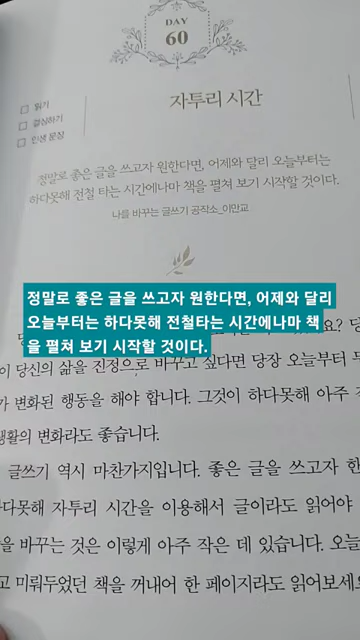 DAY
60
읽기
결심하기
인생 문장
자투리 시간
정말로 좋은 글을 쓰고자 원한다면, 어제와 달리 오늘부터는
하다못해 전철 타는 시간에나마 책을 펼쳐 보기 시작할 것이다.
나를 바꾸는 글쓰기 공작소_이만교
정말로 좋은 글을 쓰고자 원한다면, 어제와 달리
오늘부터는 하다못해 전철타는 시간에나마 책
을 펼쳐 보기 시작할 것이다.
이 당신의 삶을 진정으로 바꾸고 싶다면 당장 오늘부터
가 변화된 행동을 해야 합니다. 그것이 하다못해 아주
생활의 변화라도 좋습니다.
글쓰기 역시 마찬가지입니다. 좋은 글을 쓰고자 한
하다못해 자투리 시간을 이용해서 글이라도 읽어야
을 바꾸는 것은 이렇게 아주 작은 데 있습니다. 오늘
고 미뤄두었던 책을 꺼내어 한 페이지라도 읽어보세요